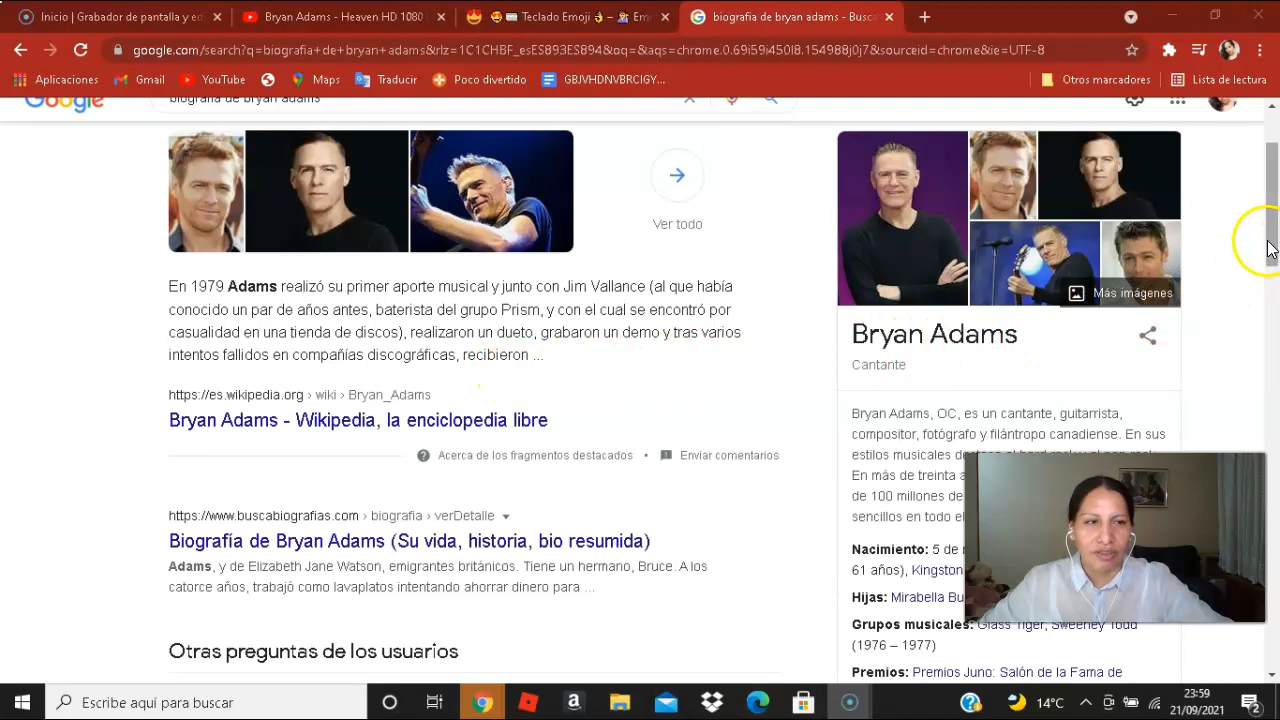 Inicio | Grabador de pantalla y ed
Bryan Adams - Heaven HD 1080
Teclado Emoji
biografia de bryan adams - Busc
google.com/search?q=biografia+de+bryan+adams&rlz=1C1CHBF_esES893ES894&oq=&aqs=chrome.0.69i59i450l8.154988j0j7&sourceid=chrome&ie=UTF-8
Aplicaciones
Gmail
YouTube
Maps
Traducir
Poco divertido
GBJVHDNVBRCIGY...
Otros marcadores
Lista de lectura
Google
biografia de bryan adams
Ver todo
En 1979 Adams realizó su primer aporte musical y junto con Jim Vallance (al que había
conocido un par de años antes, baterista del grupo Prism, y con el cual se encontró por
casualidad en una tienda de discos), realizaron un dueto, grabaron un demo y tras varios
intentos fallidos en compañías discográficas, recibieron ...
https://es.wikipedia.org › wiki › Bryan_Adams
Bryan Adams - Wikipedia, la enciclopedia libre
Acerca de los fragmentos destacados • Enviar comentarios
https://www.buscabiografias.com › biografia › verDetalle
Biografía de Bryan Adams (Su vida, historia, bio resumida)
Adams, y de Elizabeth Jane Watson, emigrantes británicos. Tiene un hermano, Bruce. A los
catorce años, trabajó como lavaplatos intentando ahorrar dinero para ...
Otras preguntas de los usuarios
Más imágenes
Bryan Adams
Cantante
Bryan Adams, OC, es un cantante, guitarrista,
compositor, fotógrafo y filántropo canadiense. En sus
estilos musicales
En más de treinta a
de 100 millones de
sencillos en todo el
Nacimiento: 5 de
61 años), Kingston
Hijas: Mirabella Bu
Grupos musicales: Glass Tiger, Sweeney Todd
(1976 – 1977)
Premios: Premios Juno: Salón de la Fama de
Escribe aquí para buscar
14°C
23:59
21/09/2021
2